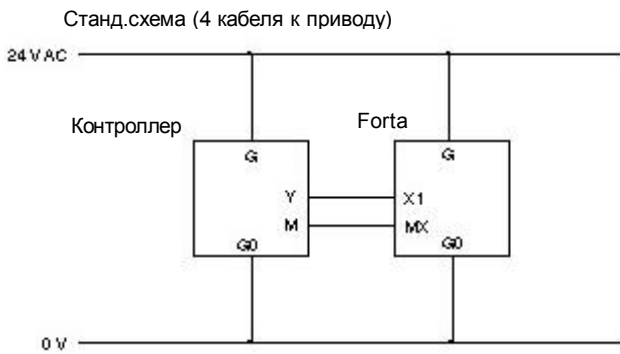 Станд.схема (4 кабеля к приводу)
24 V AC
Контроллер
Forta
G
G
Y
X1
M
MX
G0
G0
0 V